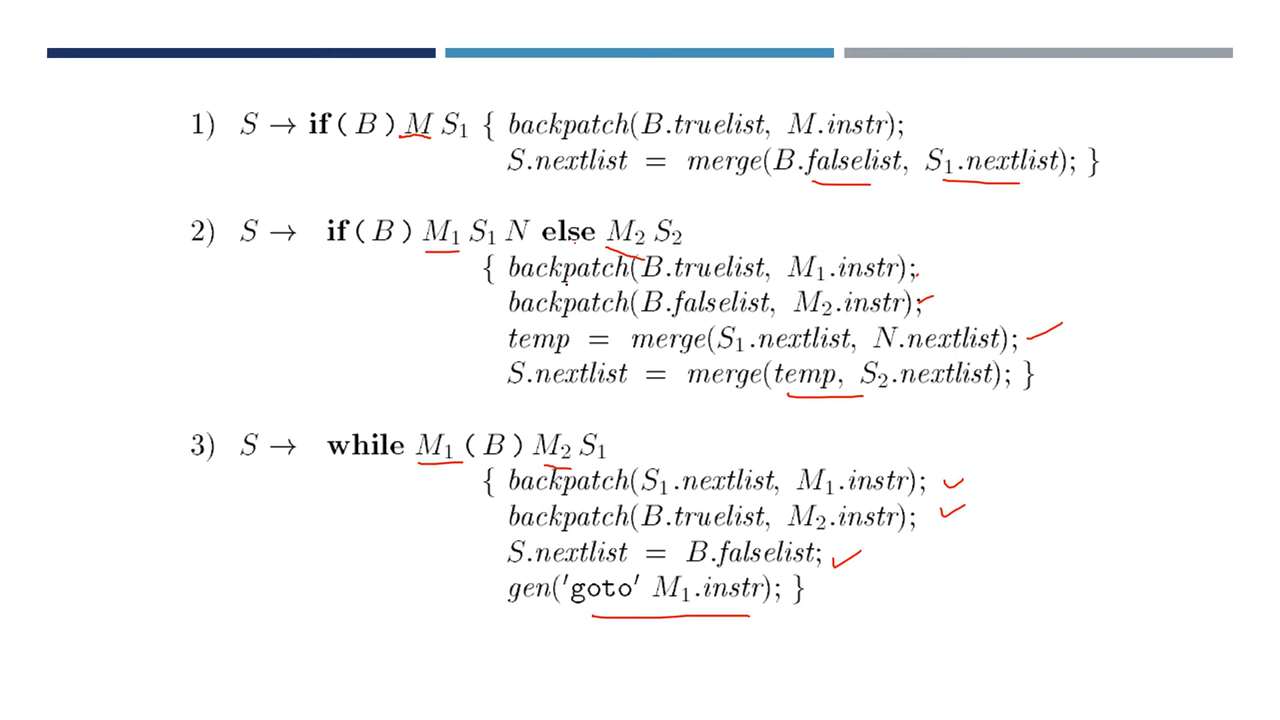 1) S → if ( B ) M S₁ { backpatch(B.truelist, M.instr);
S.nextlist = merge(B.falselist, S₁.nextlist); }
2) S → if ( B ) M₁ S₁ N else M₂ S₂
{ backpatch(B.truelist, M₁.instr);
backpatch(B.falselist, M₂.instr);
temp = merge(S₁.nextlist, N.nextlist);
S.nextlist = merge(temp, S₂.nextlist); }
3) S → while M₁ ( B ) M₂ S₁
{ backpatch(S₁.nextlist, M₁.instr);
backpatch(B.truelist, M₂.instr);
S.nextlist = B.falselist;
gen('goto' M₁.instr); }